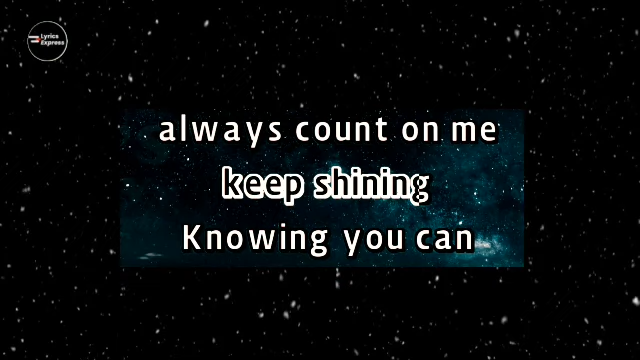 Lyrics
Express
always count on me
keep shining
Knowing you can